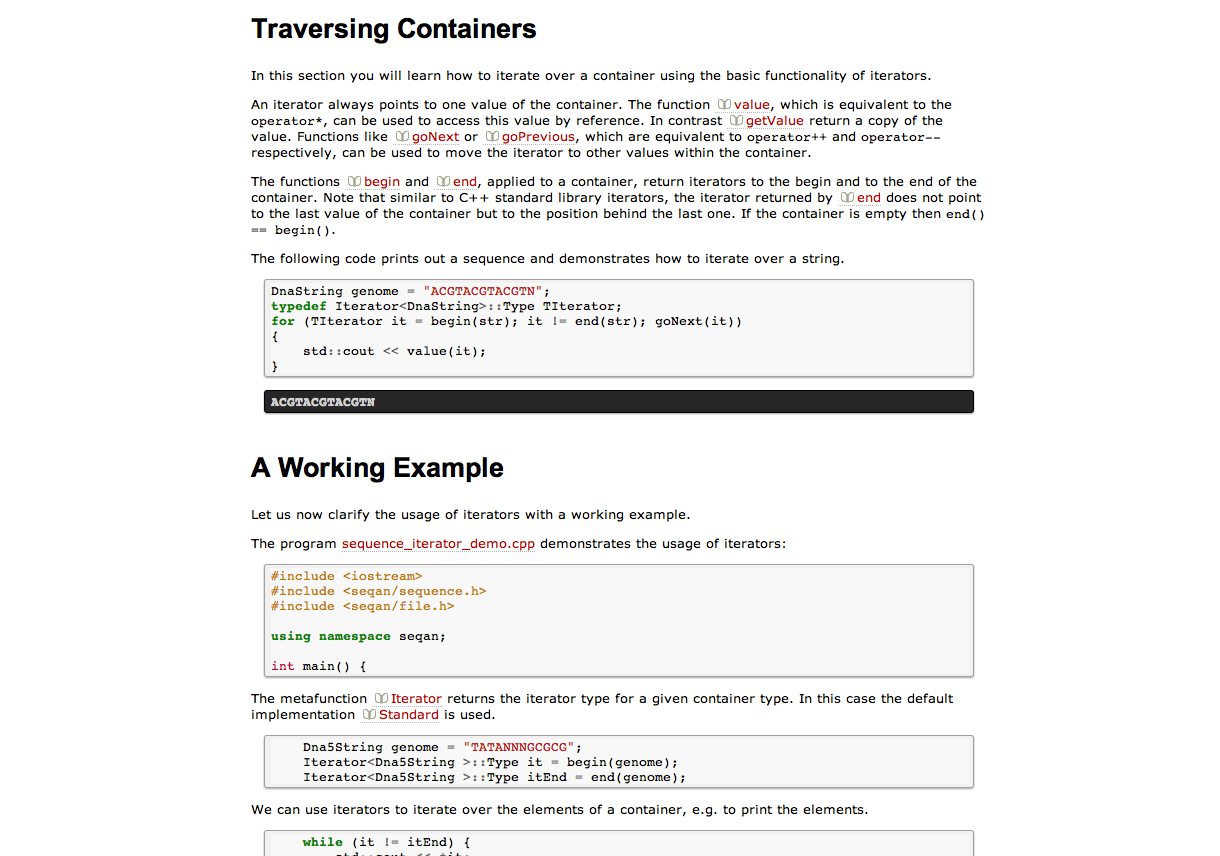 Traversing Containers
In this section you will learn how to iterate over a container using the basic functionality of iterators.
An iterator always points to one value of the container. The function value, which is equivalent to the
operator*, can be used to access this value by reference. In contrast getValue return a copy of the
value. Functions like goNext or goPrevious, which are equivalent to operator++ and operator--
respectively, can be used to move the iterator to other values within the container.
The functions begin and end, applied to a container, return iterators to the begin and to the end of the
container. Note that similar to C++ standard library iterators, the iterator returned by end does not point
to the last value of the container but to the position behind the last one. If the container is empty then end()
== begin().
The following code prints out a sequence and demonstrates how to iterate over a string.
DnaString genome = "ACGTACGTACGTN";
typedef Iterator<DnaString>::Type TIterator;
for (TIterator it = begin(str); it != end(str); goNext(it))
{
    std::cout << value(it);
}
ACGTACGTACGTN
A Working Example
Let us now clarify the usage of iterators with a working example.
The program sequence_iterator_demo.cpp demonstrates the usage of iterators:
#include <iostream>
#include <seqan/sequence.h>
#include <seqan/file.h>
using namespace seqan;
int main() {
The metafunction Iterator returns the iterator type for a given container type. In this case the default
implementation Standard is used.
    Dna5String genome = "TATANNNGCGCG";
    Iterator<Dna5String >::Type it = begin(genome);
    Iterator<Dna5String >::Type itEnd = end(genome);
We can use iterators to iterate over the elements of a container, e.g. to print the elements.
    while (it != itEnd) {